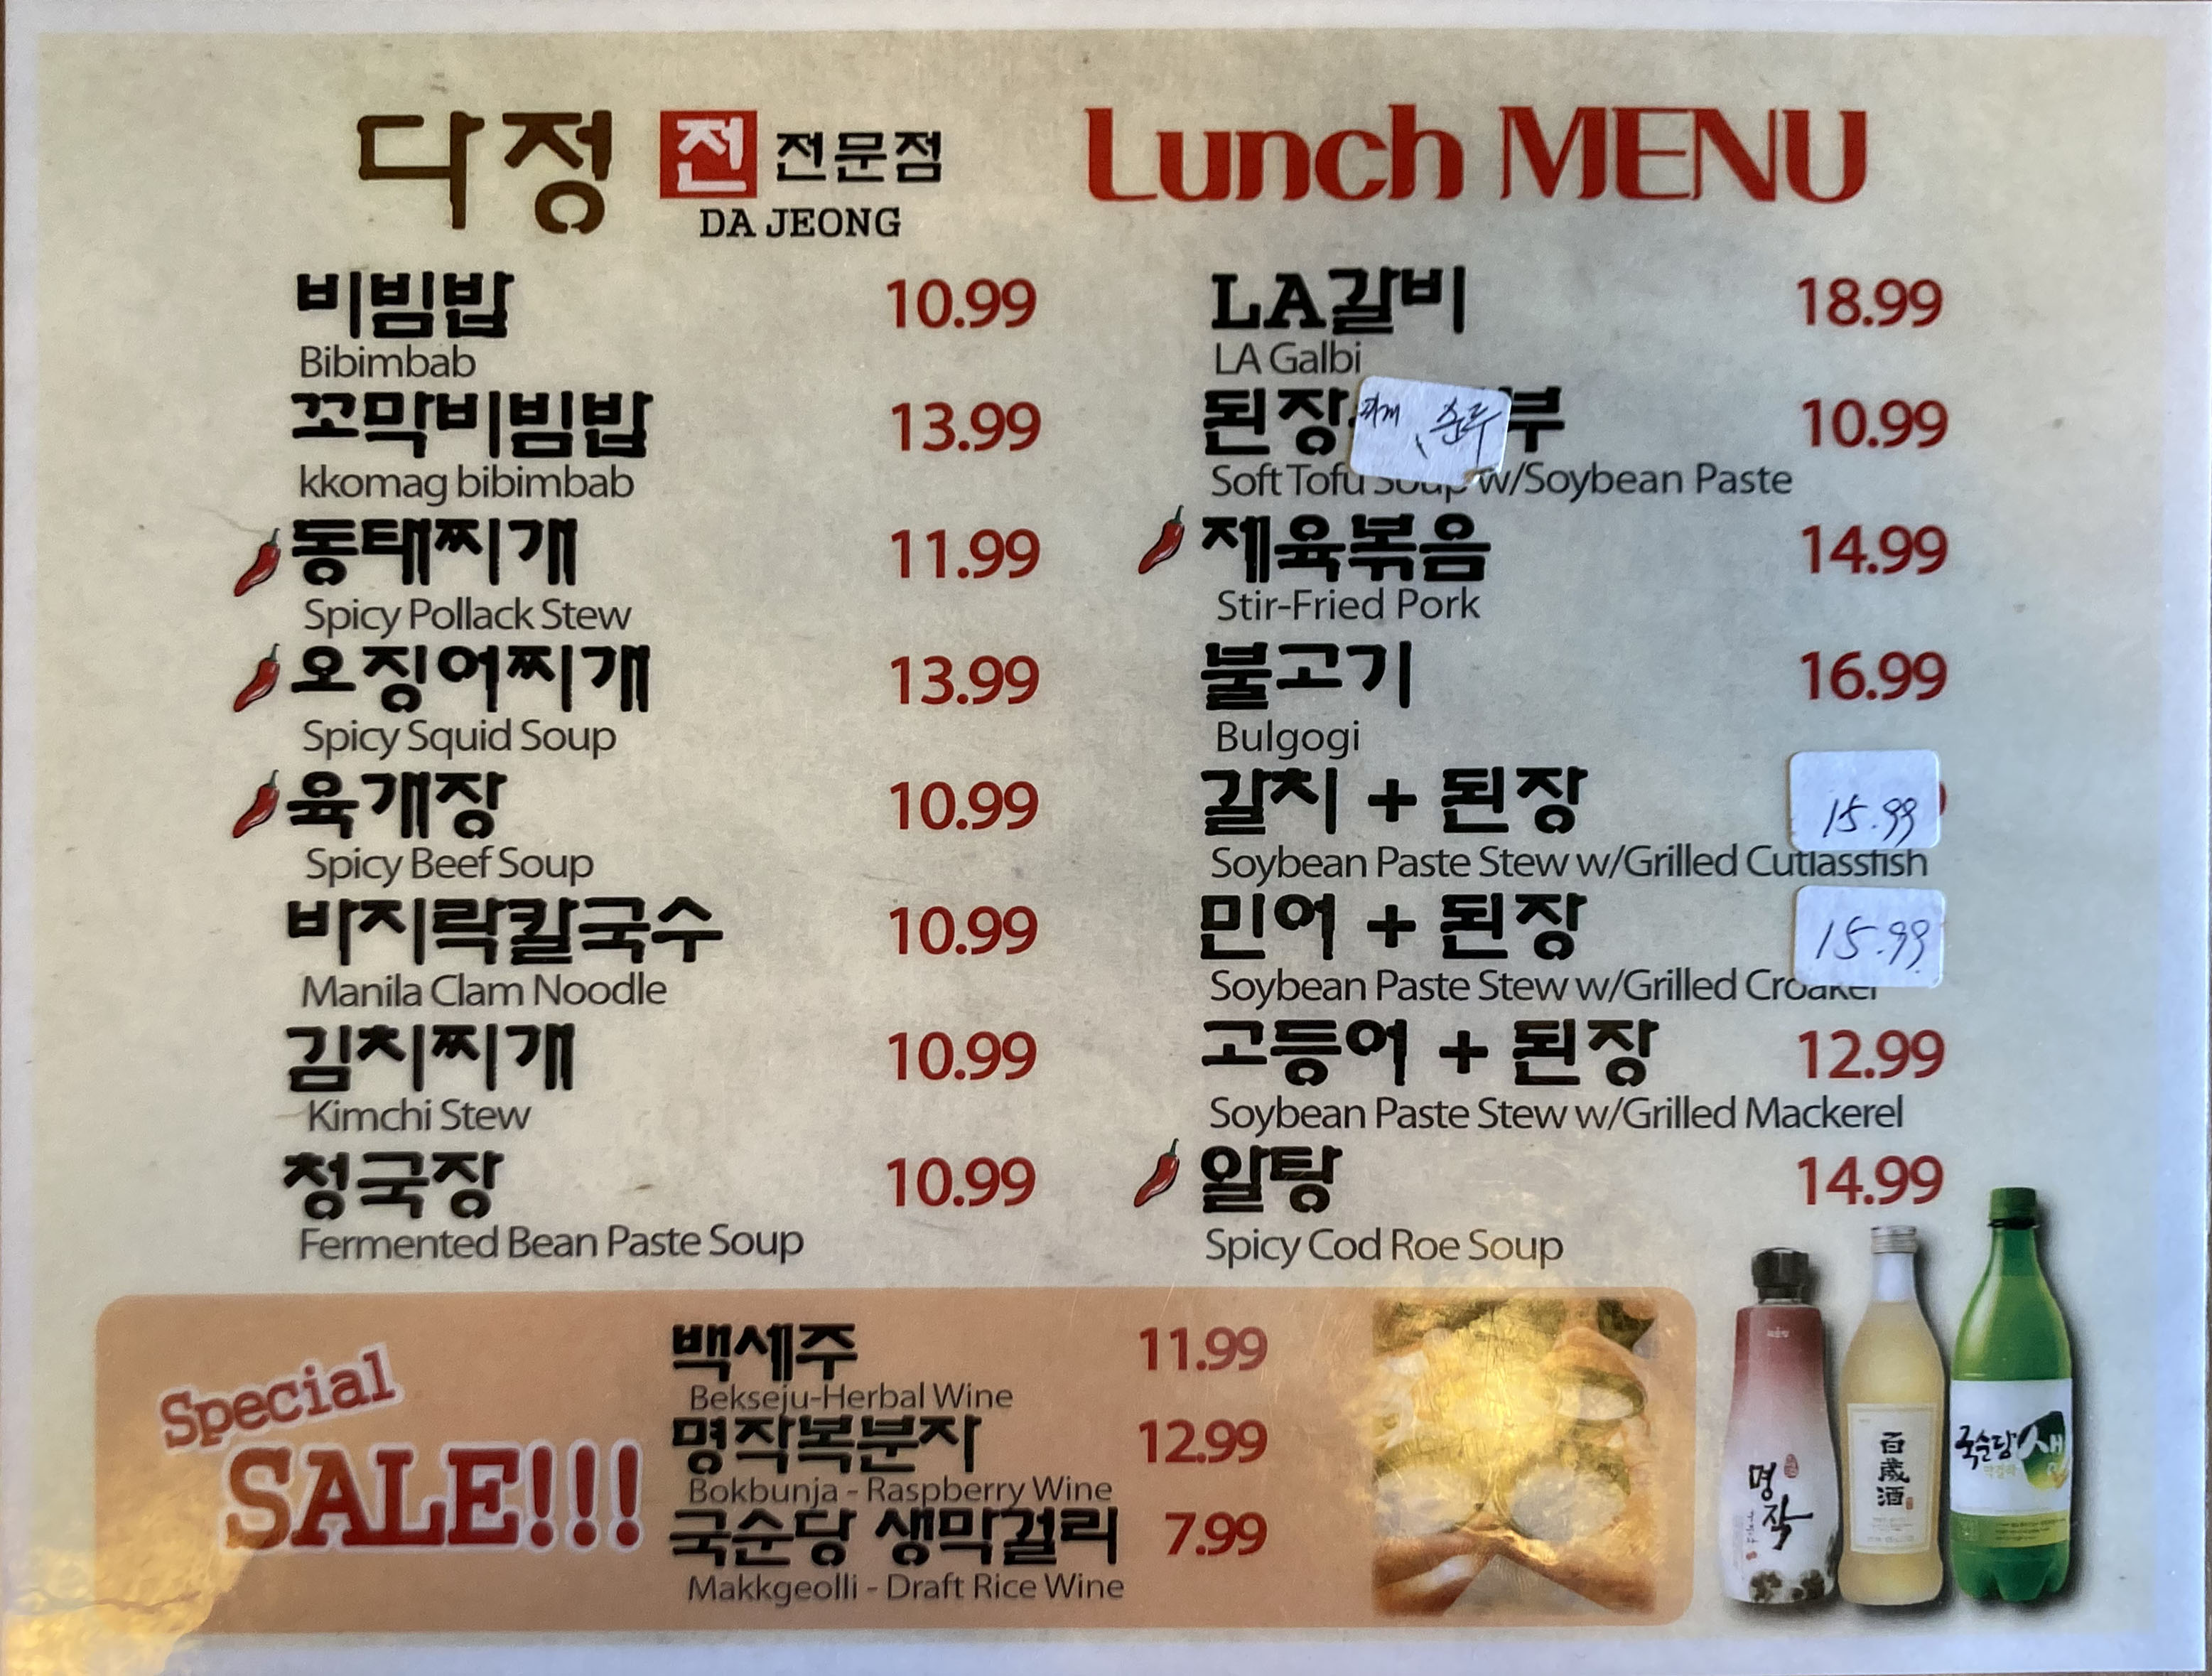 다정 전 전문점
DA JEONG
Lunch MENU
비빔밥 10.99
Bibimbab
꼬막비빔밥 13.99
kkomag bibimbab
동태찌개 11.99
Spicy Pollack Stew
오징어찌개 13.99
Spicy Squid Soup
육개장 10.99
Spicy Beef Soup
바지락칼국수 10.99
Manila Clam Noodle
김치찌개 10.99
Kimchi Stew
청국장 10.99
Fermented Bean Paste Soup
LA갈비 18.99
LA Galbi
된장찌개, 순두부 10.99
Soft Tofu Soup w/Soybean Paste
제육볶음 14.99
Stir-Fried Pork
불고기 16.99
Bulgogi
갈치 + 된장 15.99
Soybean Paste Stew w/Grilled Cutlassfish
민어 + 된장 15.99
Soybean Paste Stew w/Grilled Croaker
고등어 + 된장 12.99
Soybean Paste Stew w/Grilled Mackerel
알탕 14.99
Spicy Cod Roe Soup
Special
SALE!!!
백세주 11.99
Bekseju-Herbal Wine
명작복분자 12.99
Bokbunja - Raspberry Wine
국순당 생막걸리 7.99
Makkgeolli - Draft Rice Wine
명작
百歲酒
국순당 생
막걸리